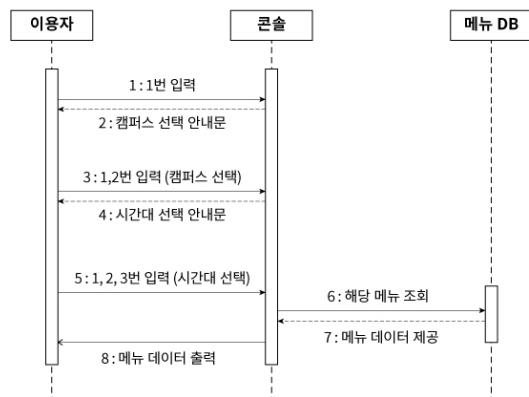 이용자
콘솔
메뉴 DB
1 : 1번 입력
2 : 캠퍼스 선택 안내문
3 : 1,2번 입력 (캠퍼스 선택)
4 : 시간대 선택 안내문
5 : 1, 2, 3번 입력 (시간대 선택)
6 : 해당 메뉴 조회
7 : 메뉴 데이터 제공
8 : 메뉴 데이터 출력